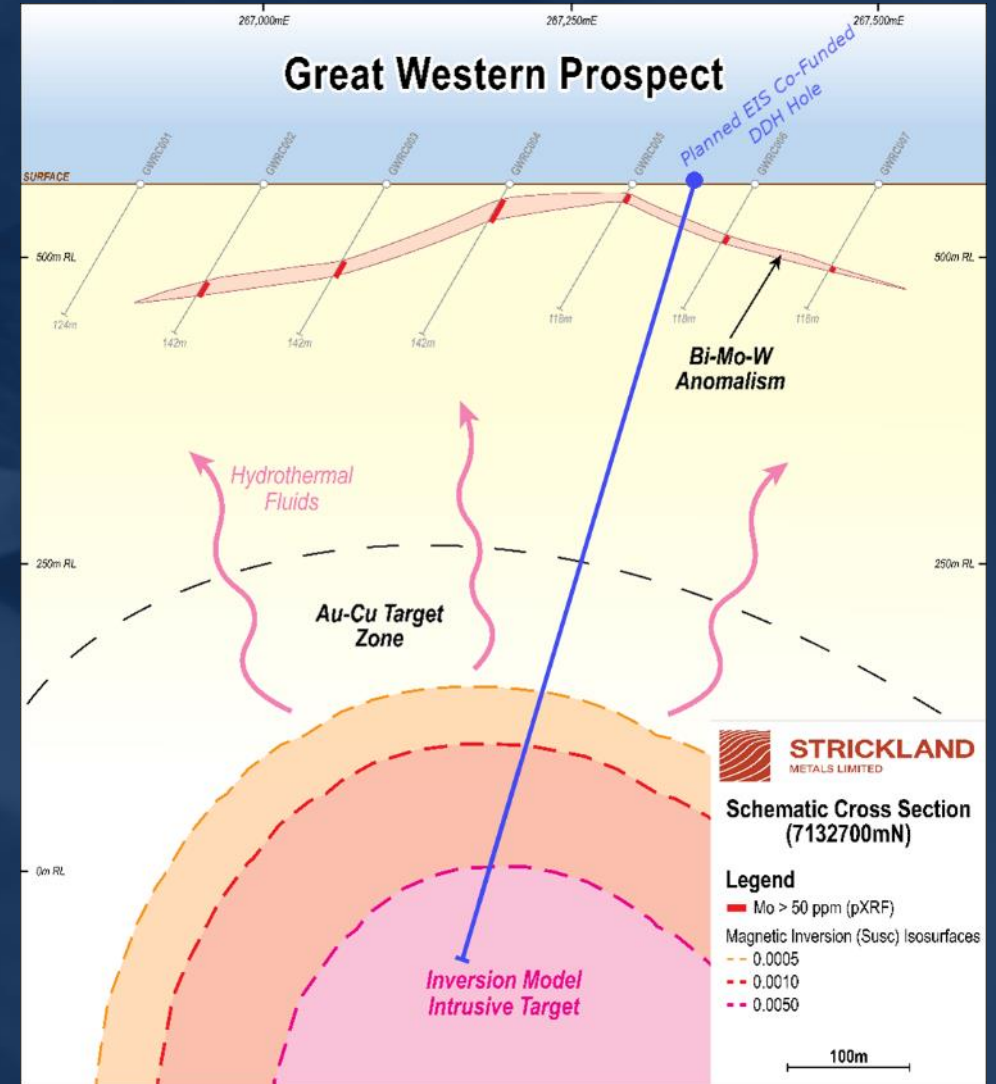 267,000mE
267,250mE
267,500mE
Great Western Prospect
Planned EIS Co-Funded
DDH Hole
GWRC001
GWRC002
GWRC003
GWRC004
GWRC005
GWRC006
GWRC007
SURFACE
500m RL
500m RL
124m
142m
142m
142m
118m
118m
118m
Bi-Mo-W
Anomalism
Hydrothermal
Fluids
250m RL
250m RL
Au-Cu Target
Zone
0m RL
Inversion Model
Intrusive Target
STRICKLAND
METALS LIMITED
Schematic Cross Section
(7132700mN)
Legend
Mo > 50 ppm (pXRF)
Magnetic Inversion (Susc) Isosurfaces
0.0005
0.0010
0.0050
100m